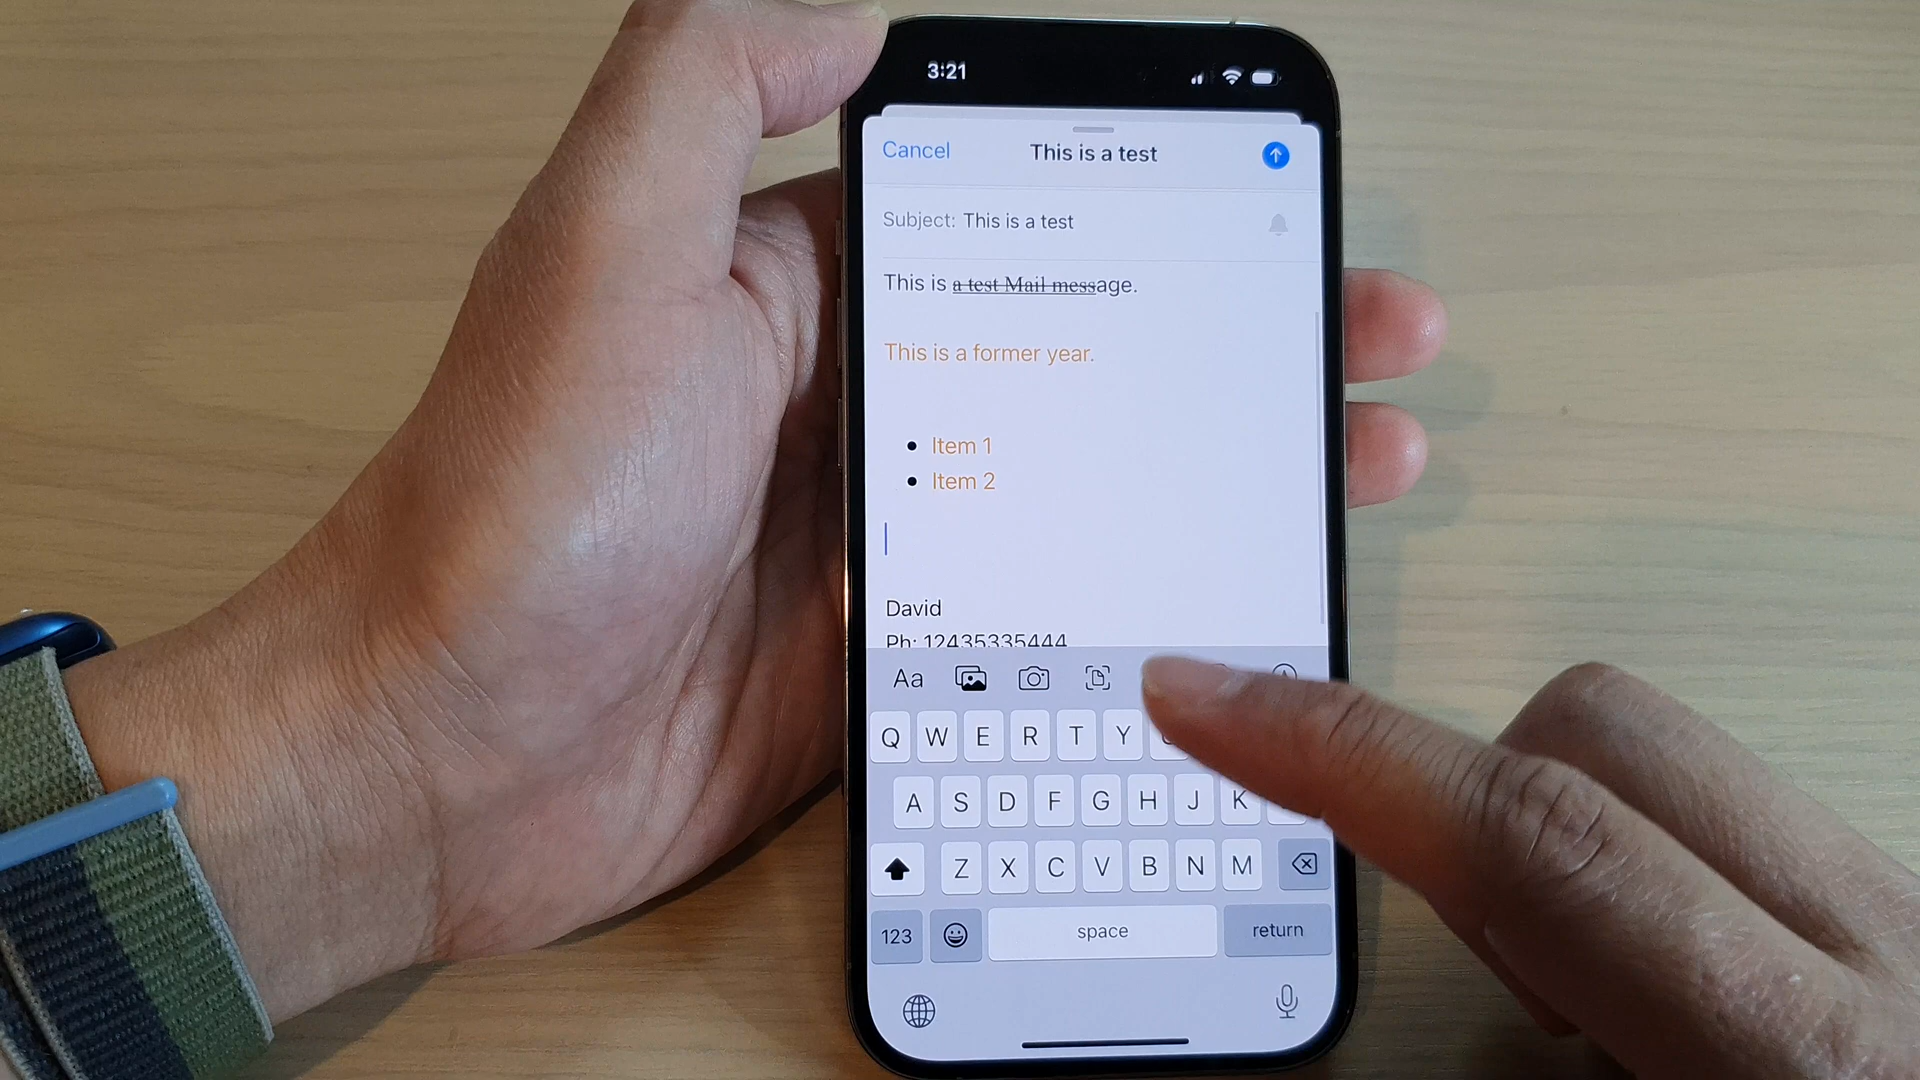 3:21
Cancel This is a test
Subject: This is a test
This is a test Mail message.
This is a former year.
• Item 1
• Item 2
David
Ph: 12435335444
Aa
Q W E R T Y
A S D F G H J K
Z X C V B N M
123 space return